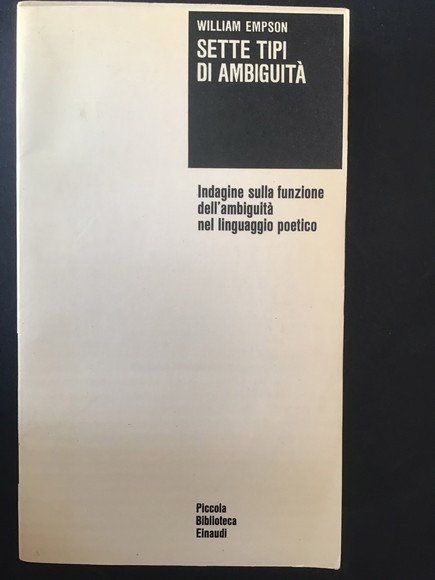 WILLIAM EMPSON
SETTE TIPI
DI AMBIGUITÀ
Indagine sulla funzione
dell'ambiguità
nel linguaggio poetico
Piccola
Biblioteca
Einaudi